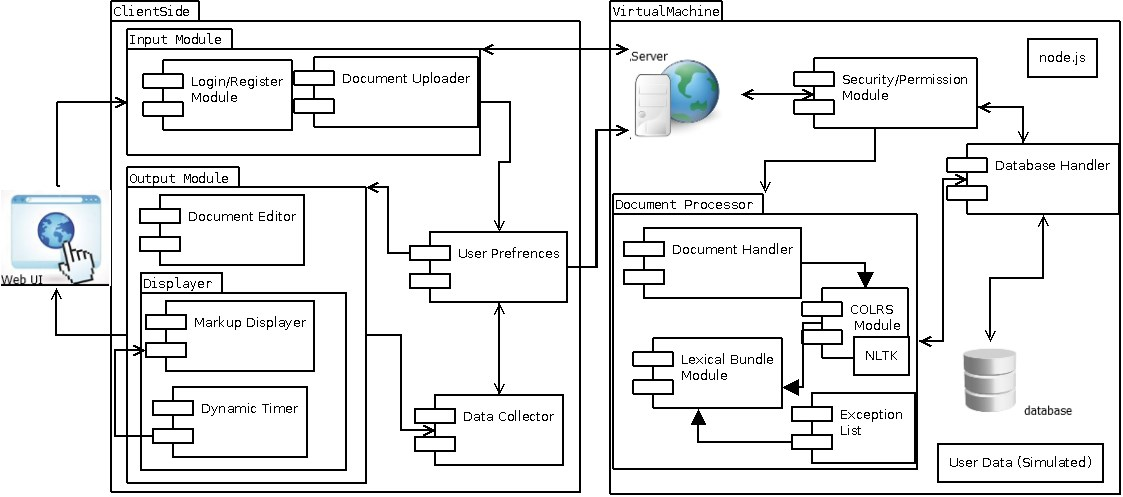 ClientSide
Input Module
Login/Register
Module
Document Uploader
Output Module
Document Editor
Displayer
Markup Displayer
Dynamic Timer
Web UI
User Prefrences
Data Collector
VirtualMachine
Server
node.js
Security/Permission
Module
Database Handler
Document Processor
Document Handler
COLRS
Module
NLTK
Lexical Bundle
Module
Exception
List
database
User Data (Simulated)